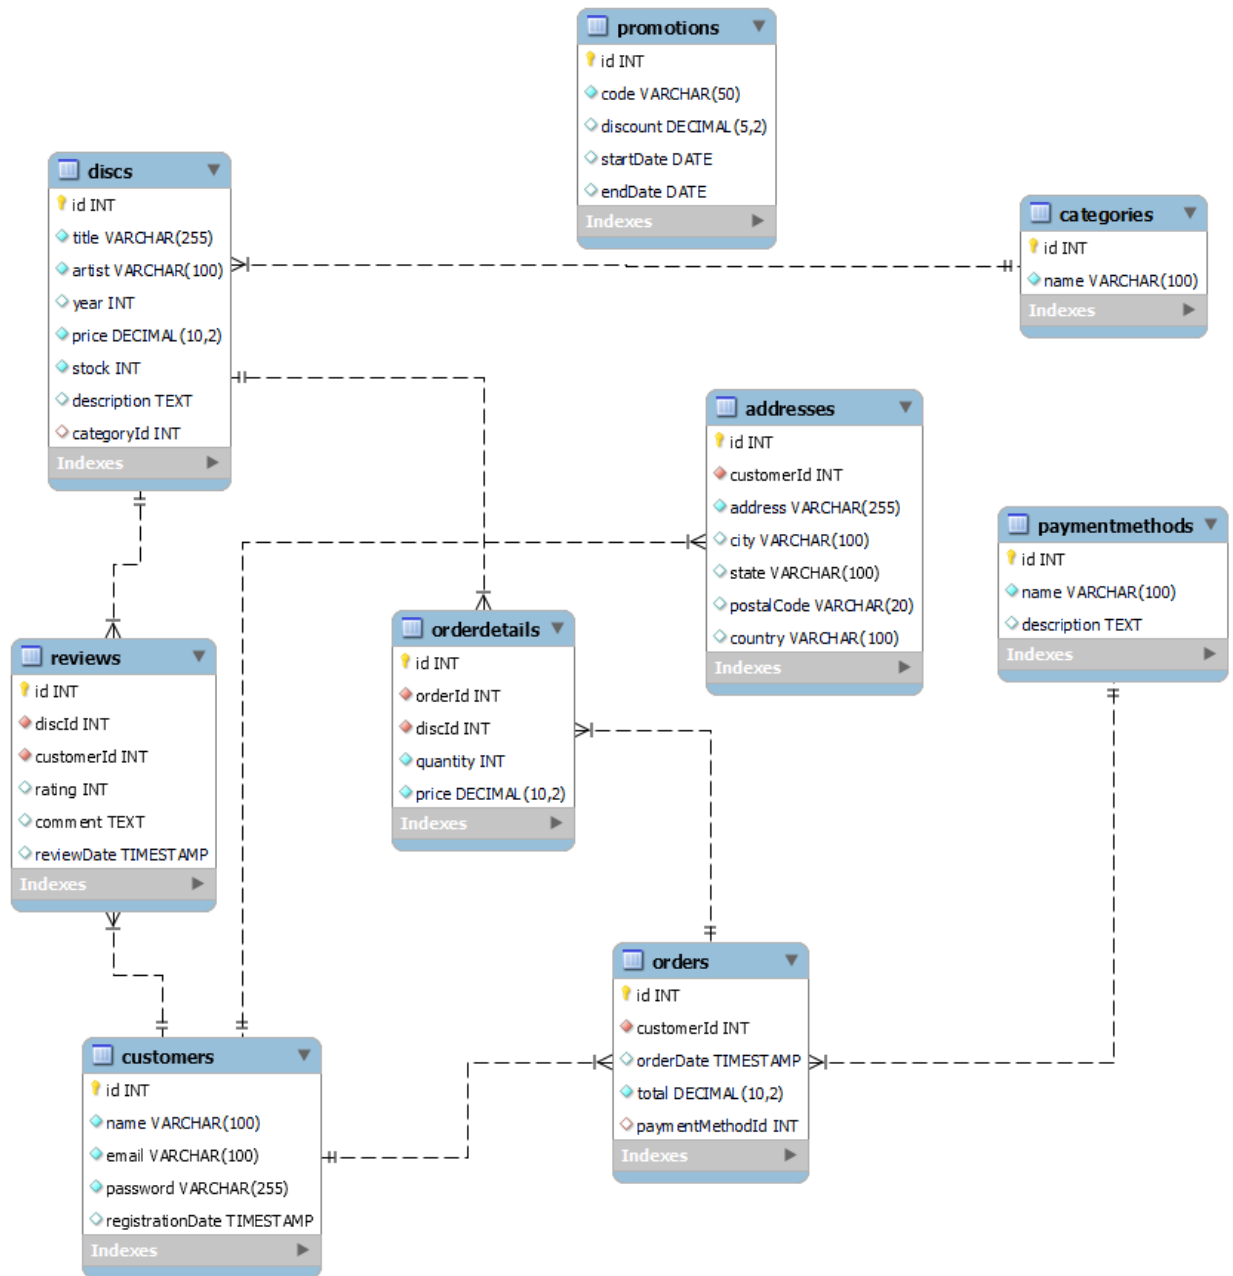 promotions
id INT
code VARCHAR(50)
discount DECIMAL(5,2)
startDate DATE
endDate DATE
Indexes
discs
id INT
title VARCHAR(255)
artist VARCHAR(100)
year INT
price DECIMAL(10,2)
stock INT
description TEXT
categoryId INT
Indexes
categories
id INT
name VARCHAR(100)
Indexes
addresses
id INT
customerId INT
address VARCHAR(255)
city VARCHAR(100)
state VARCHAR(100)
postalCode VARCHAR(20)
country VARCHAR(100)
Indexes
paymentmethods
id INT
name VARCHAR(100)
description TEXT
Indexes
orderdetails
id INT
orderId INT
discId INT
quantity INT
price DECIMAL(10,2)
Indexes
reviews
id INT
discId INT
customerId INT
rating INT
comment TEXT
reviewDate TIMESTAMP
Indexes
orders
id INT
customerId INT
orderDate TIMESTAMP
total DECIMAL(10,2)
paymentMethodId INT
Indexes
customers
id INT
name VARCHAR(100)
email VARCHAR(100)
password VARCHAR(255)
registrationDate TIMESTAMP
Indexes